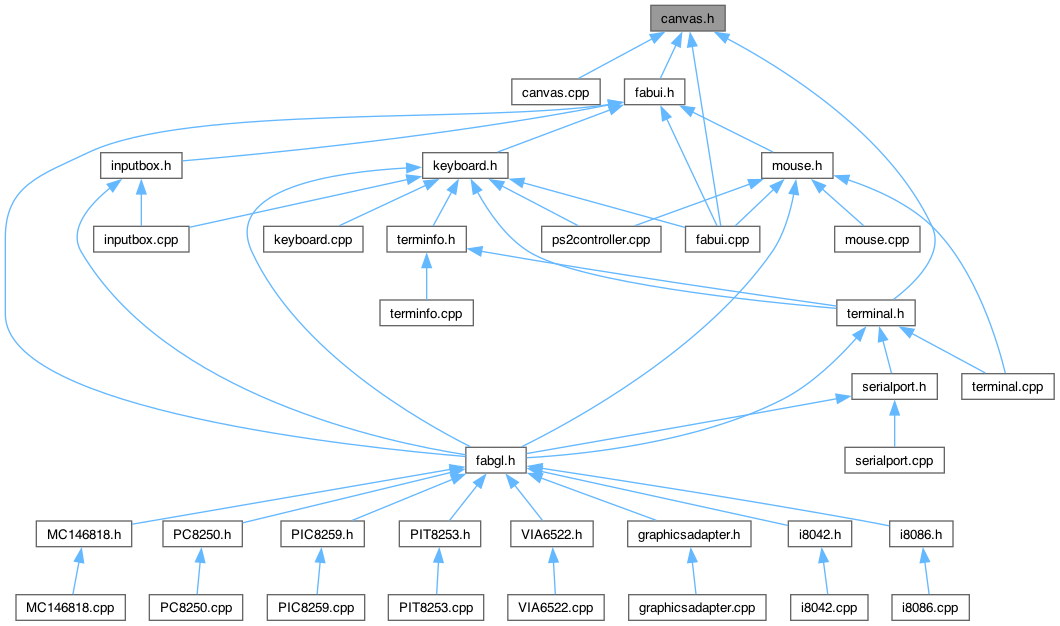 canvas.h
canvas.cpp
fabui.h
inputbox.h
keyboard.h
mouse.h
inputbox.cpp
keyboard.cpp
terminfo.h
ps2controller.cpp
fabui.cpp
mouse.cpp
terminfo.cpp
terminal.h
serialport.h
terminal.cpp
fabgl.h
serialport.cpp
MC146818.h
PC8250.h
PIC8259.h
PIT8253.h
VIA6522.h
graphicsadapter.h
i8042.h
i8086.h
MC146818.cpp
PC8250.cpp
PIC8259.cpp
PIT8253.cpp
VIA6522.cpp
graphicsadapter.cpp
i8042.cpp
i8086.cpp